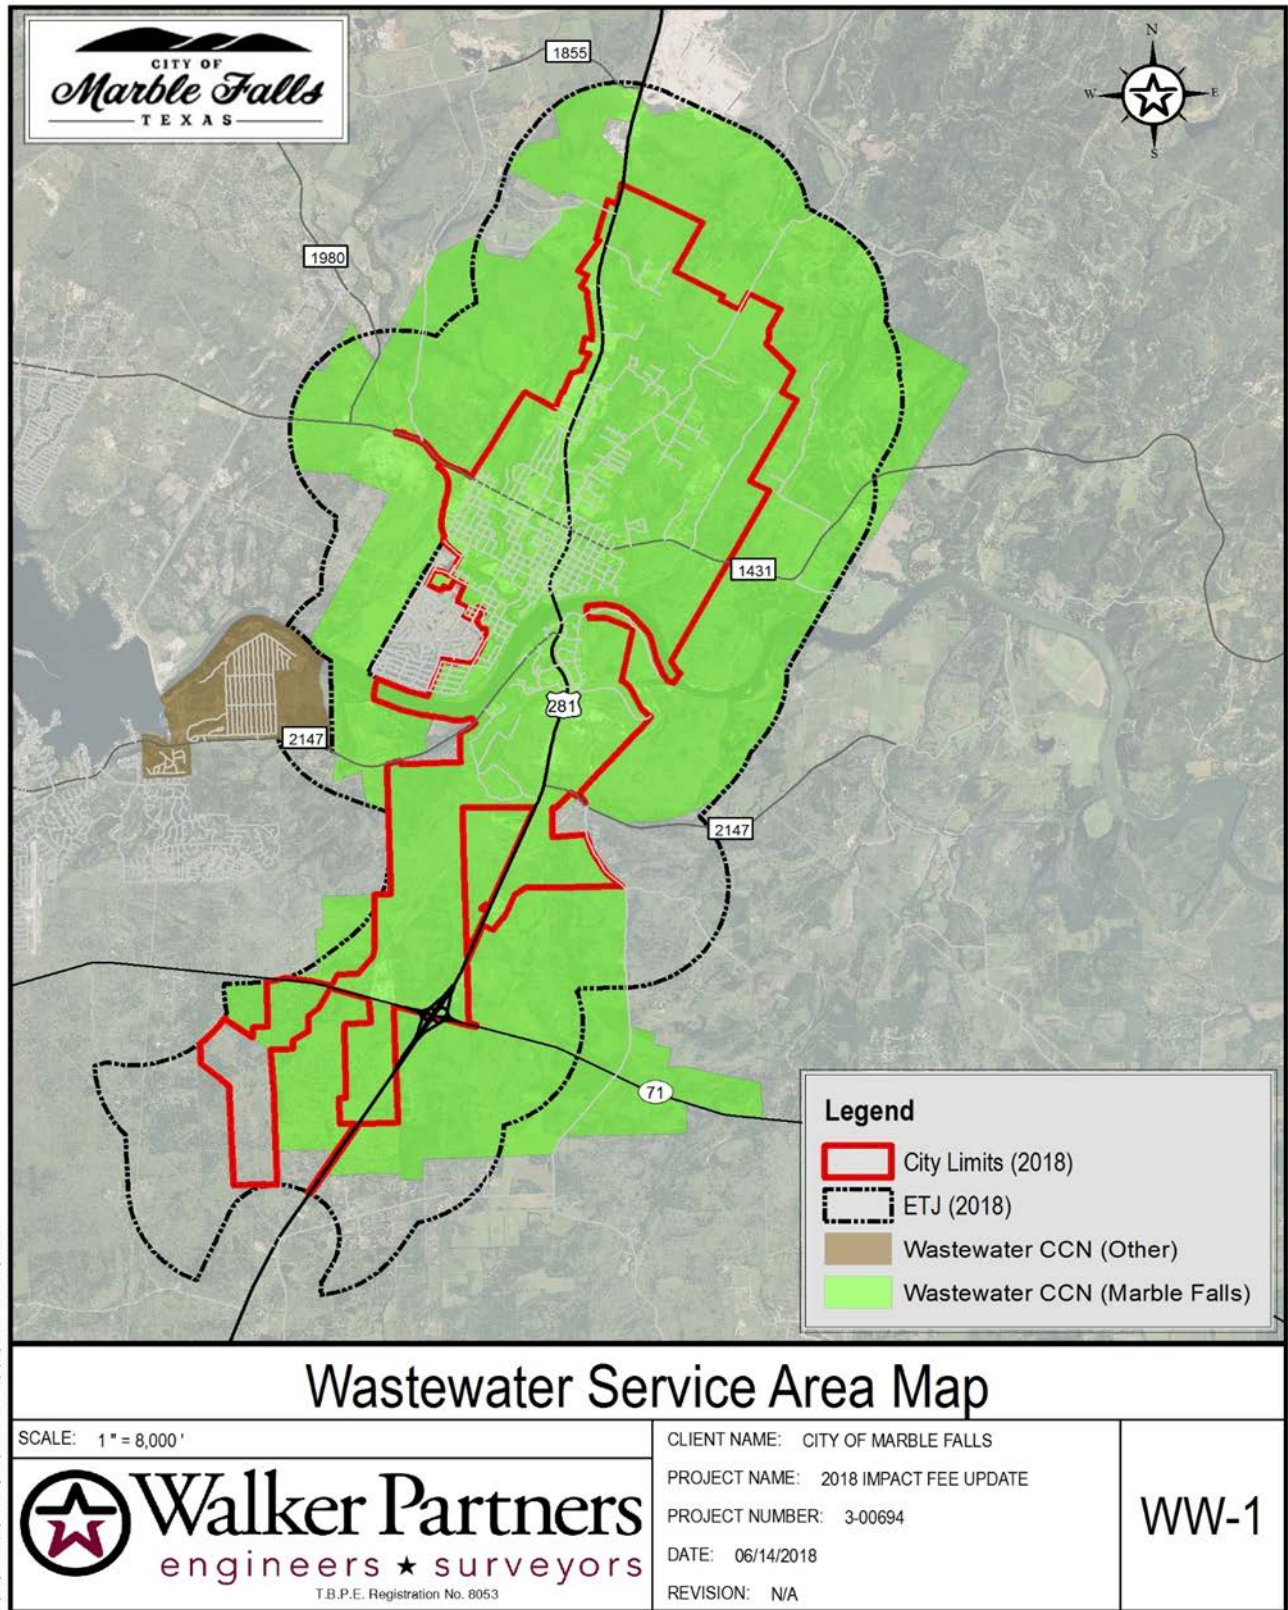 CITY OF
Marble Falls
TEXAS
N
W
E
S
1855
1980
1431
281
2147
2147
71
Legend
City Limits (2018)
ETJ (2018)
Wastewater CCN (Other)
Wastewater CCN (Marble Falls)
Wastewater Service Area Map
SCALE: 1 " = 8,000 '
Walker Partners
engineers ★ surveyors
T.B.P.E. Registration No. 8053
CLIENT NAME: CITY OF MARBLE FALLS
PROJECT NAME: 2018 IMPACT FEE UPDATE
PROJECT NUMBER: 3-00694
DATE: 06/14/2018
REVISION: N/A
WW-1